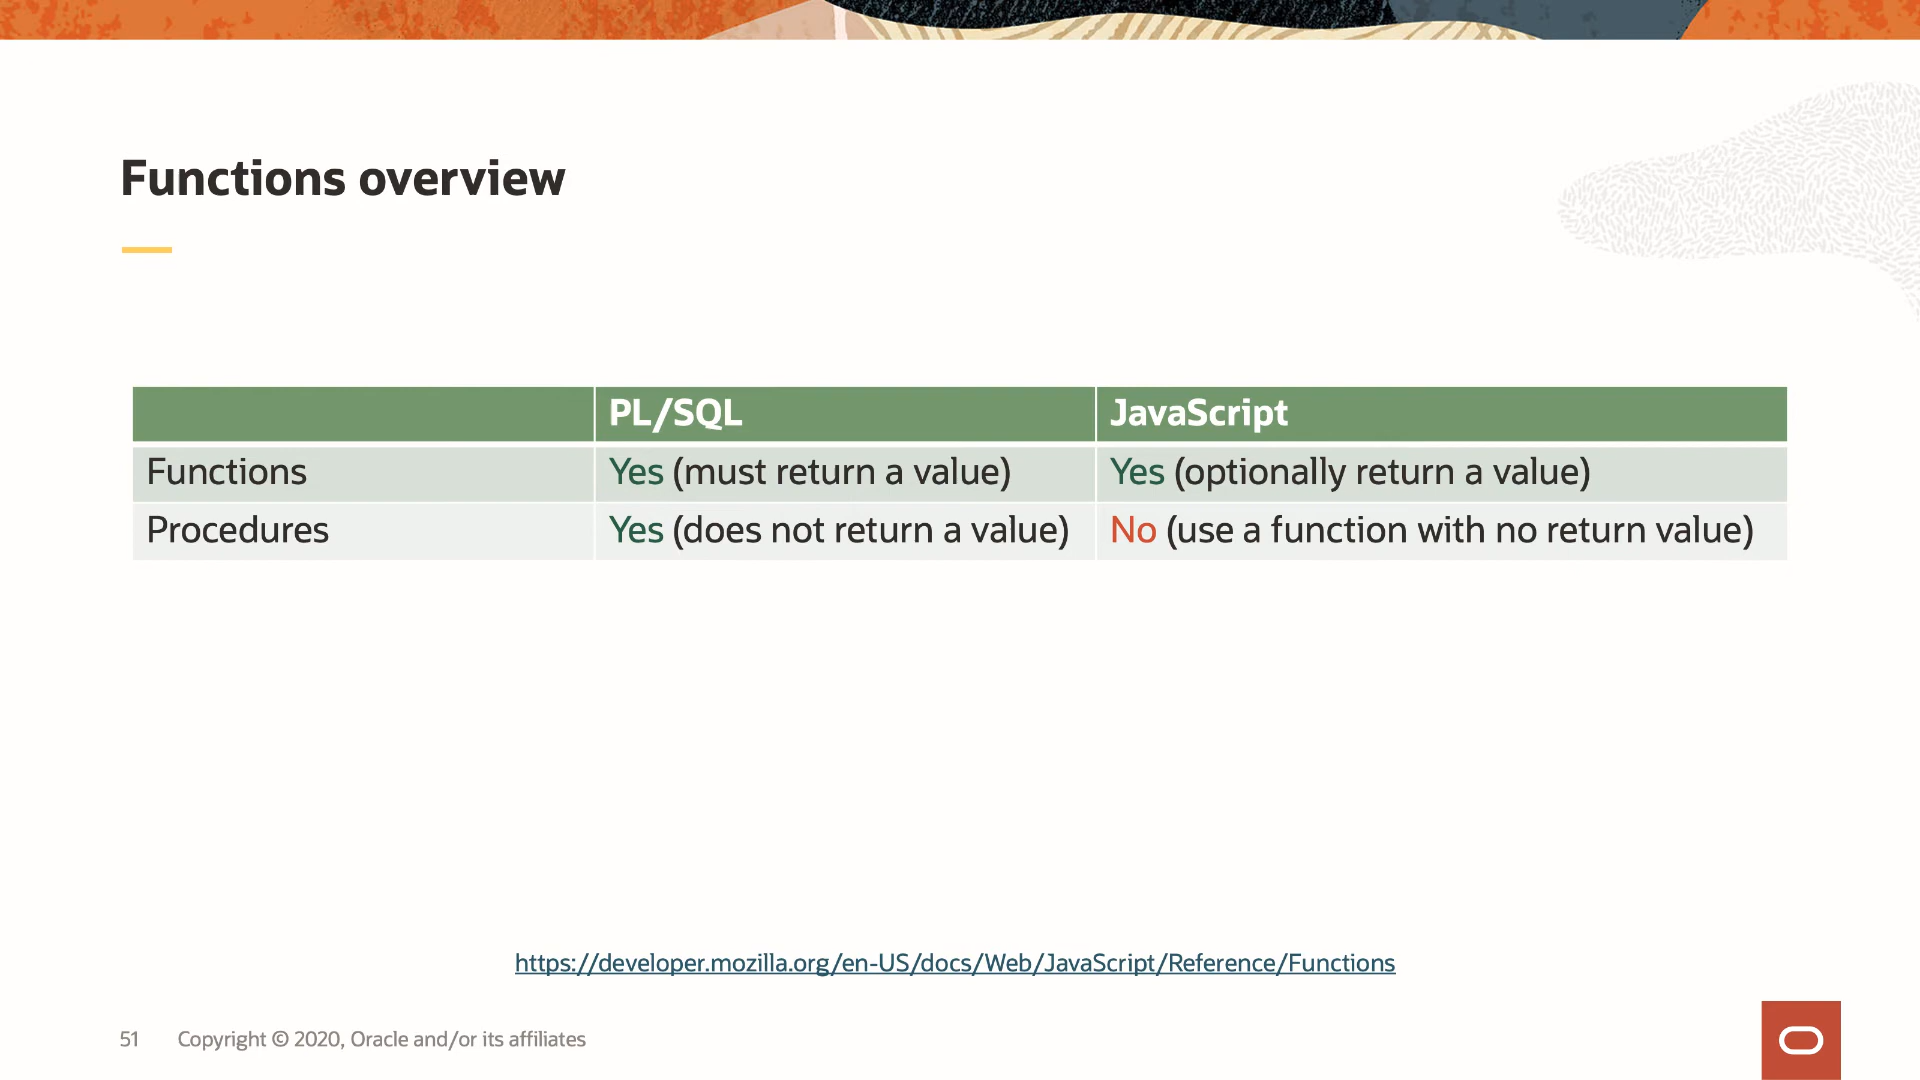 Functions overview
PL/SQL JavaScript
Functions Yes (must return a value) Yes (optionally return a value)
Procedures Yes (does not return a value) No (use a function with no return value)
https://developer.mozilla.org/en-US/docs/Web/JavaScript/Reference/Functions
51 Copyright © 2020, Oracle and/or its affiliates